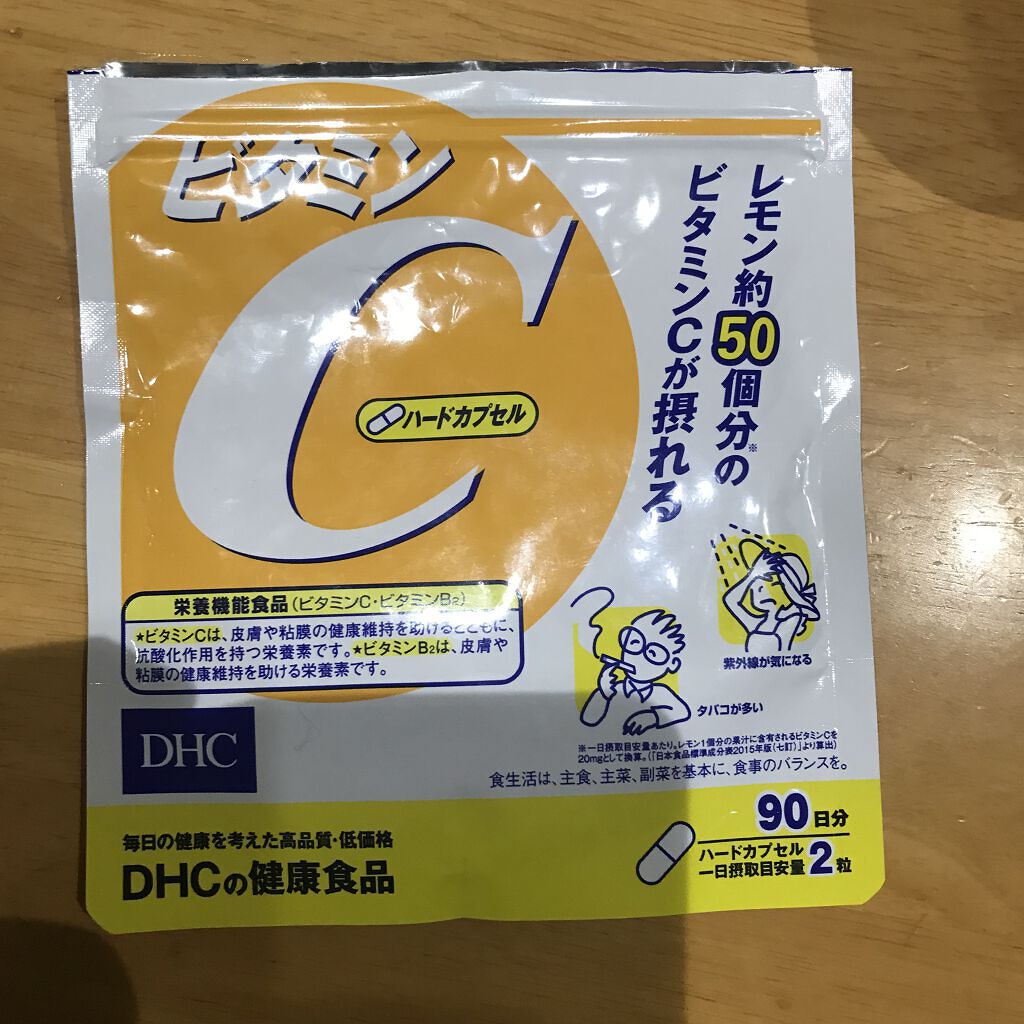 ビタミン
C
ハードカプセル
レモン約50個分※の
ビタミンCが摂れる
栄養機能食品(ビタミンC・ビタミンB2)
★ビタミンCは、皮膚や粘膜の健康維持を助けるとともに、
抗酸化作用を持つ栄養素です。★ビタミンB2は、皮膚や
粘膜の健康維持を助ける栄養素です。
紫外線が気になる
タバコが多い
DHC
※一日摂取目安量あたり。レモン1個分の果汁に含有されるビタミンCを
20mgとして換算。(「日本食品標準成分表2015年版(七訂)」より算出)
食生活は、主食、主菜、副菜を基本に、食事のバランスを。
毎日の健康を考えた高品質・低価格
DHCの健康食品
90日分
ハードカプセル
一日摂取目安量2粒